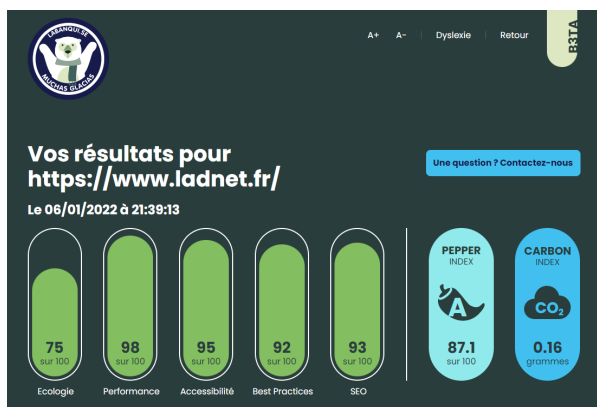 LABANQUI.SE
MUCHAS GLACIAS
A+ A- Dyslexie Retour
B3TA
Vos résultats pour
https://www.ladnet.fr/
Une question ? Contactez-nous
Le 06/01/2022 à 21:39:13
75
sur 100
Ecologie
98
sur 100
Performance
95
sur 100
Accessibilité
92
sur 100
Best Practices
93
sur 100
SEO
PEPPER
INDEX
A
87.1
sur 100
CARBON
INDEX
CO₂
0.16
grammes